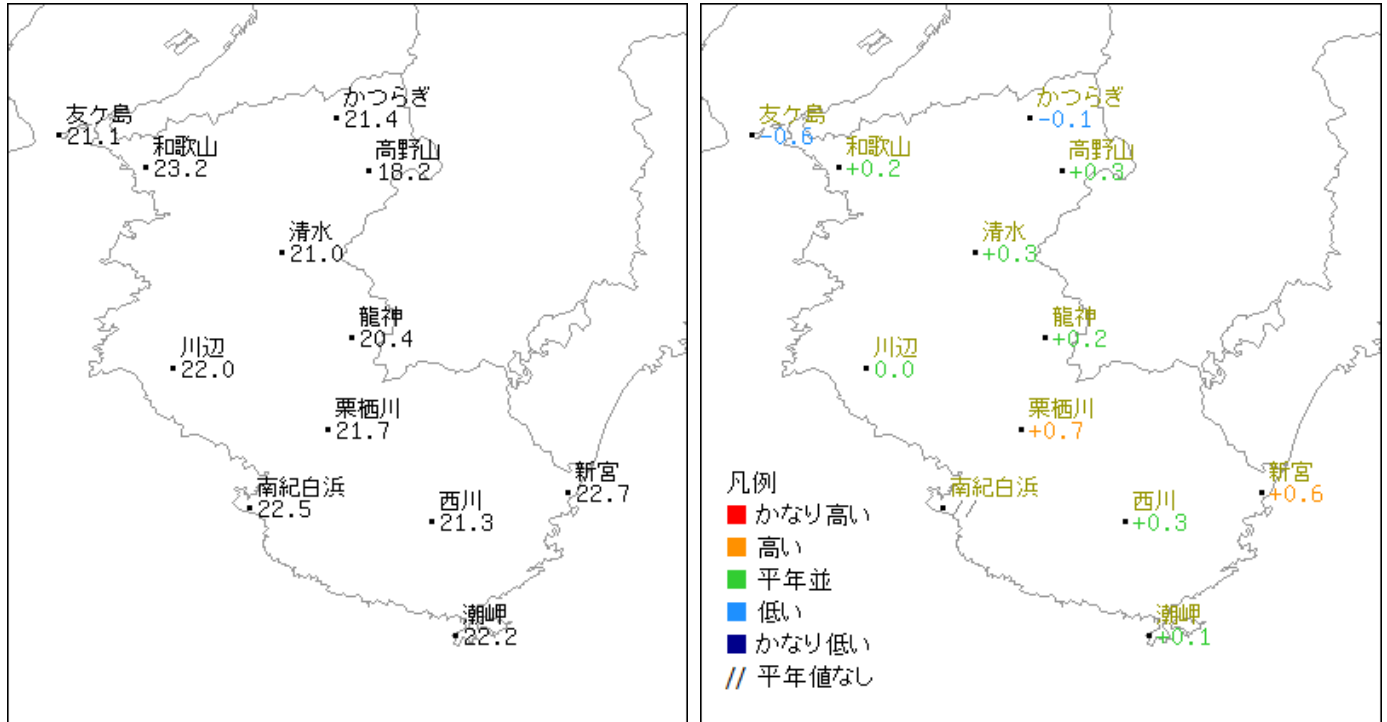 友ケ島
21.1
かつらぎ
21.4
和歌山
23.2
高野山
18.2
清水
21.0
龍神
20.4
川辺
22.0
栗栖川
21.7
南紀白浜
22.5
西川
21.3
新宮
22.7
潮岬
22.2
友ケ島
-0.6
かつらぎ
-0.1
和歌山
+0.2
高野山
+0.3
清水
+0.3
龍神
+0.2
川辺
0.0
栗栖川
+0.7
南紀白浜
//
西川
+0.3
新宮
+0.6
潮岬
+0.1
凡例
かなり高い
高い
平年並
低い
かなり低い
// 平年値なし